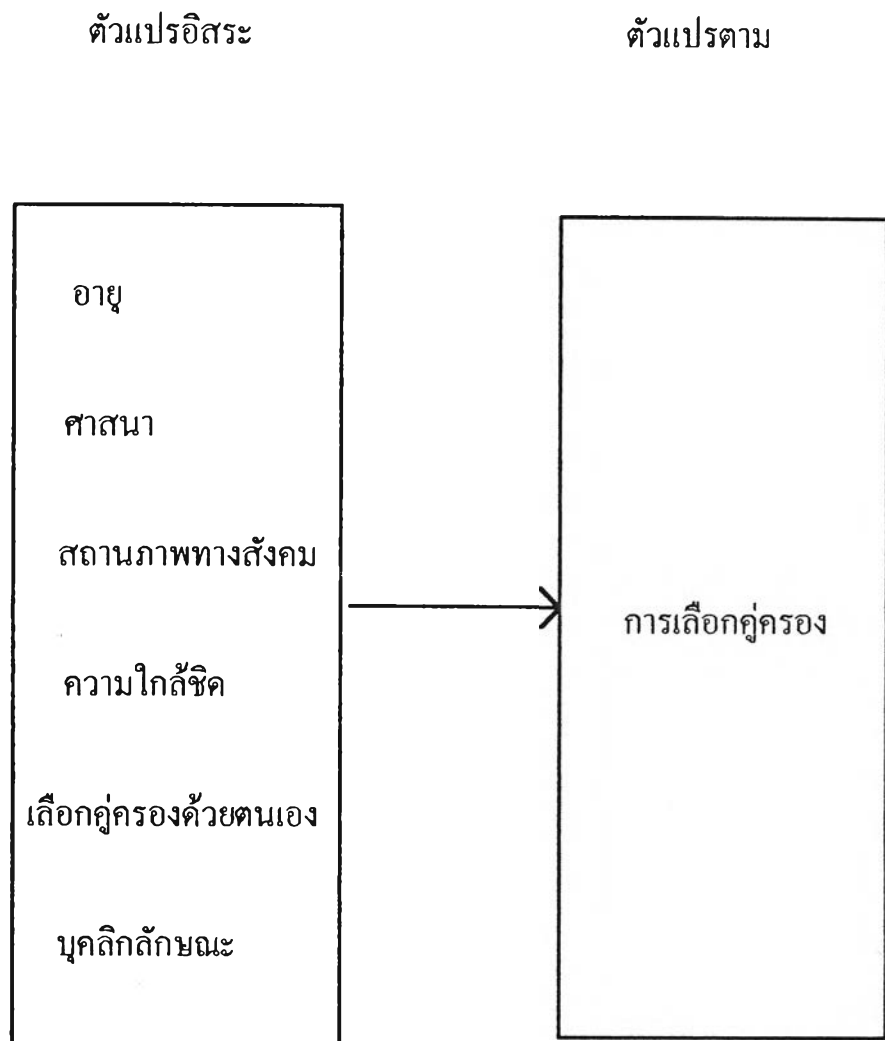 ตัวแปรอิสระ
ตัวแปรตาม
อายุ
ศาสนา
สถานภาพทางสังคม
ความใกล้ชิด
เลือกคู่ครองด้วยตนเอง
บุคลิกลักษณะ
การเลือกคู่ครอง